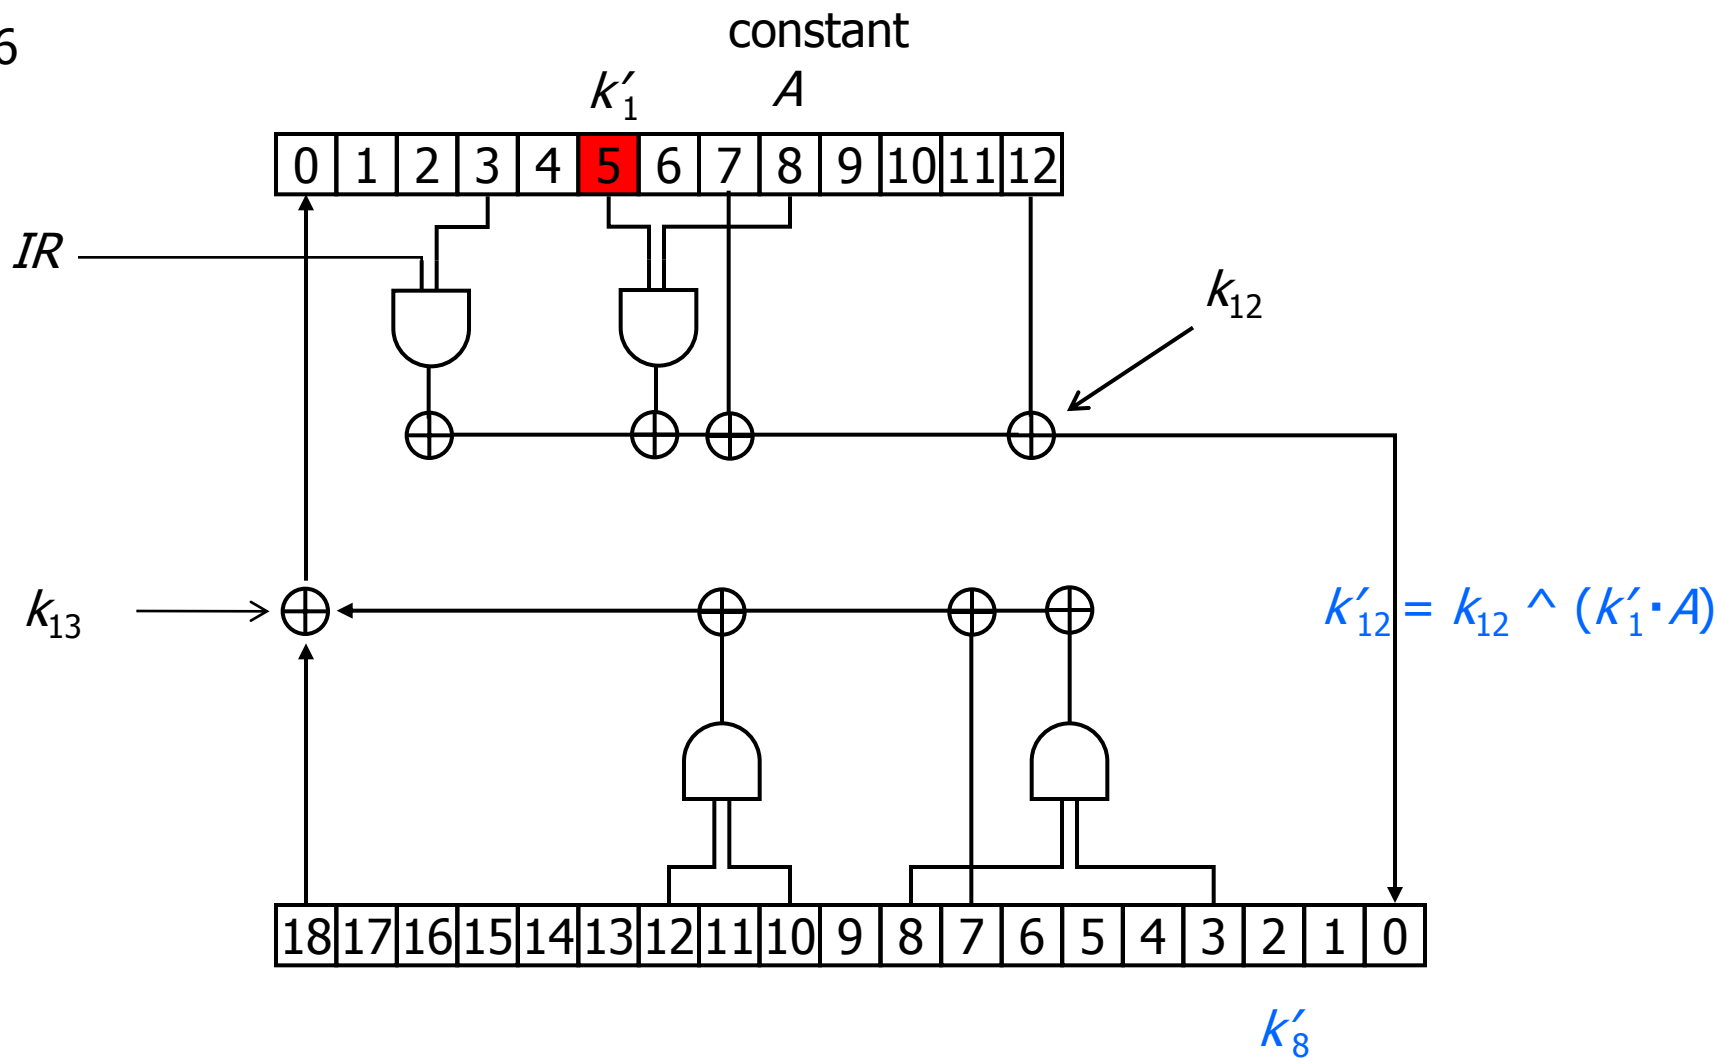 6
constant
k′₁ A
0 1 2 3 4 5 6 7 8 9 10 11 12
IR
k₁₂
k₁₃
k′₁₂ = k₁₂ ^ (k′₁·A)
18 17 16 15 14 13 12 11 10 9 8 7 6 5 4 3 2 1 0
k′₈